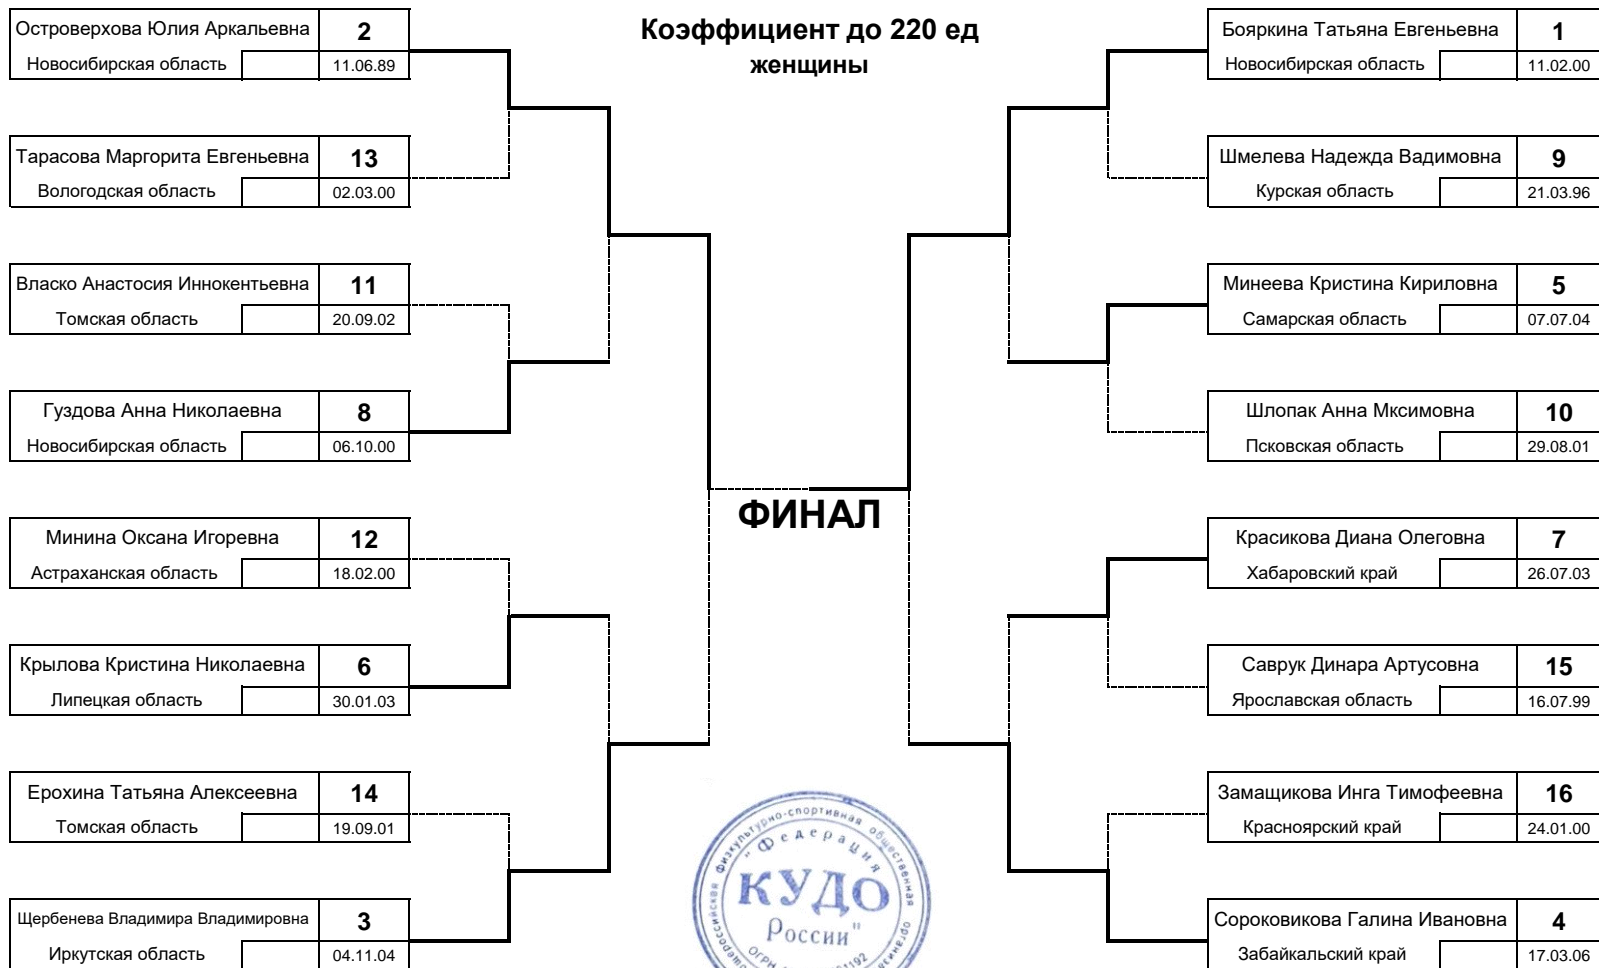 Коэффициент до 220 ед
женщины
Островерхова Юлия Аркальевна 2
Новосибирская область 11.06.89
Тарасова Маргорита Евгеньевна 13
Вологодская область 02.03.00
Власко Анастосия Иннокентьевна 11
Томская область 20.09.02
Гуздова Анна Николаевна 8
Новосибирская область 06.10.00
Минина Оксана Игоревна 12
Астраханская область 18.02.00
Крылова Кристина Николаевна 6
Липецкая область 30.01.03
Ерохина Татьяна Алексеевна 14
Томская область 19.09.01
Щербенева Владимира Владимировна 3
Иркутская область 04.11.04
ФИНАЛ
Бояркина Татьяна Евгеньевна 1
Новосибирская область 11.02.00
Шмелева Надежда Вадимовна 9
Курская область 21.03.96
Минеева Кристина Кириловна 5
Самарская область 07.07.04
Шлопак Анна Мксимовна 10
Псковская область 29.08.01
Красикова Диана Олеговна 7
Хабаровский край 26.07.03
Саврук Динара Артусовна 15
Ярославская область 16.07.99
Замащикова Инга Тимофеевна 16
Красноярский край 24.01.00
Сороковикова Галина Ивановна 4
Забайкальский край 17.03.06
физкультурно-спортивная общественная
"Федерация
КУДО
России"
ОГРН